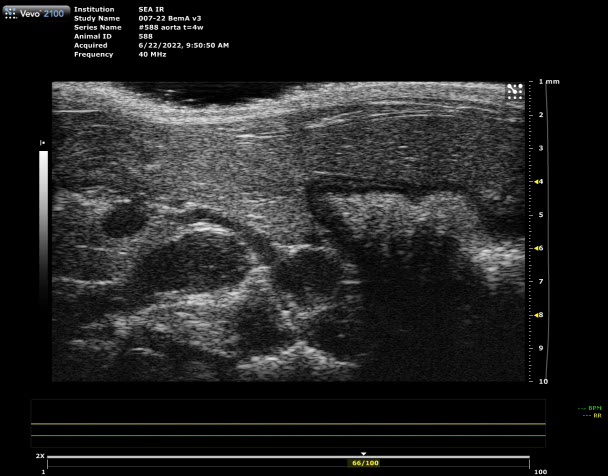 Vevo 2100
Institution SEA IR
Study Name 007-22 BemA v3
Series Name #588 aorta t=4w
Animal ID 588
Acquired 6/22/2022, 9:50:50 AM
Frequency 40 MHz
1 mm
2
3
4
5
6
7
8
9
10
--- BPM
--- RR
2X
66/100
1 100